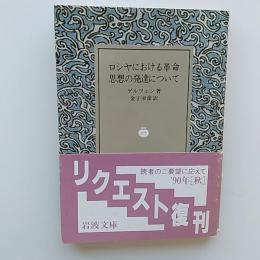 ロシヤにおける革命
思想の発達について
ゲルツェン著
金子幸彦訳
読者のご要望に応えて
'90年[秋]
リクエスト復刊
岩波文庫